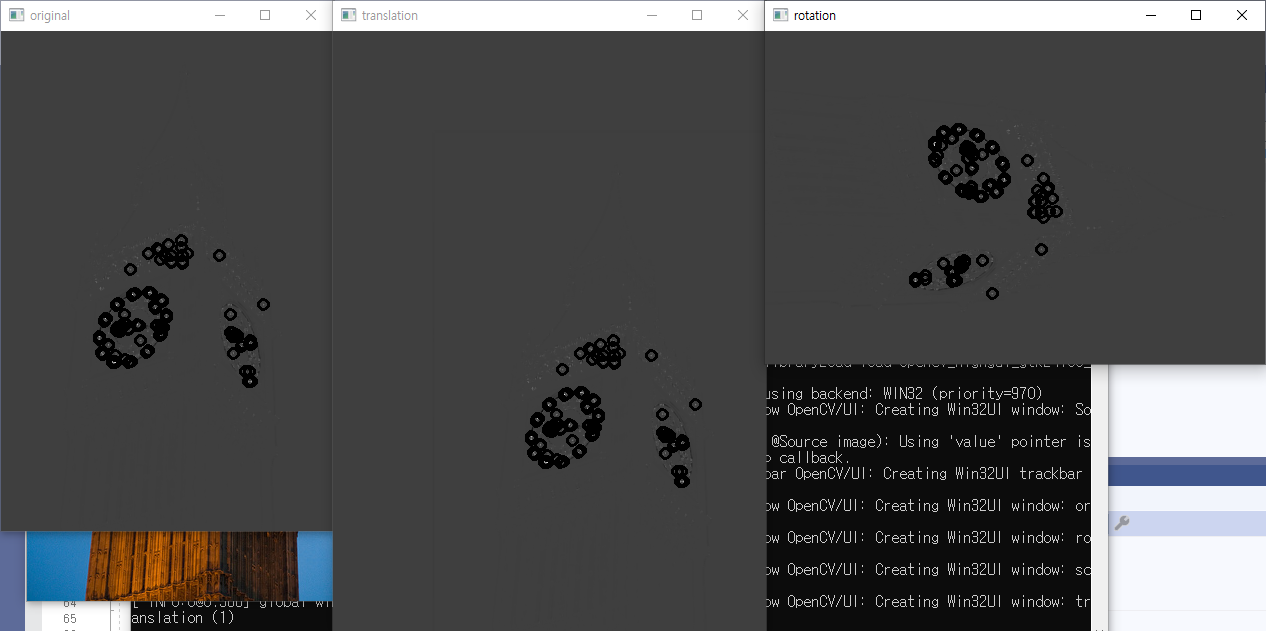 original
translation
rotation
using backend: WIN32 (priority=970)
ow OpenCV/UI: Creating Win32UI window: So
@Source image): Using 'value' pointer is
o callback.
bar OpenCV/UI: Creating Win32UI trackbar
ow OpenCV/UI: Creating Win32UI window: or
ow OpenCV/UI: Creating Win32UI window: ro
ow OpenCV/UI: Creating Win32UI window: sc
ow OpenCV/UI: Creating Win32UI window: tr
64
global wi
65
anslation (1)